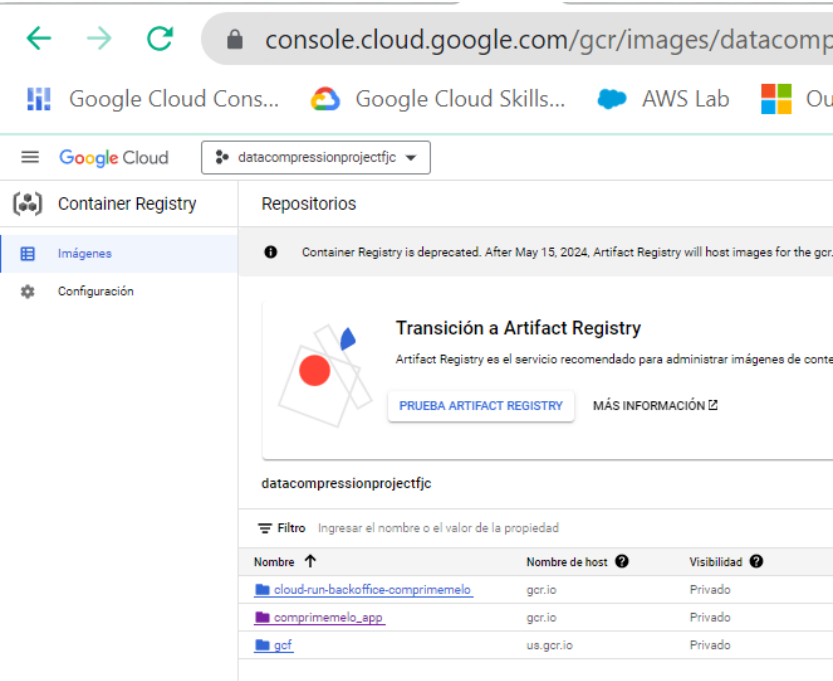 console.cloud.google.com/gcr/images/datacomp
Google Cloud Cons... Google Cloud Skills... AWS Lab Ou
Google Cloud datacompressionprojectfjc
Container Registry Repositorios
Imágenes
Container Registry is deprecated. After May 15, 2024, Artifact Registry will host images for the gcr.
Configuración
Transición a Artifact Registry
Artifact Registry es el servicio recomendado para administrar imágenes de conte
PRUEBA ARTIFACT REGISTRY MÁS INFORMACIÓN
datacompressionprojectfjc
Filtro Ingresar el nombre o el valor de la propiedad
Nombre Nombre de host Visibilidad
cloud-run-backoffice-comprimemelo gcr.io Privado
comprimemelo_app gcr.io Privado
gcf us.gcr.io Privado